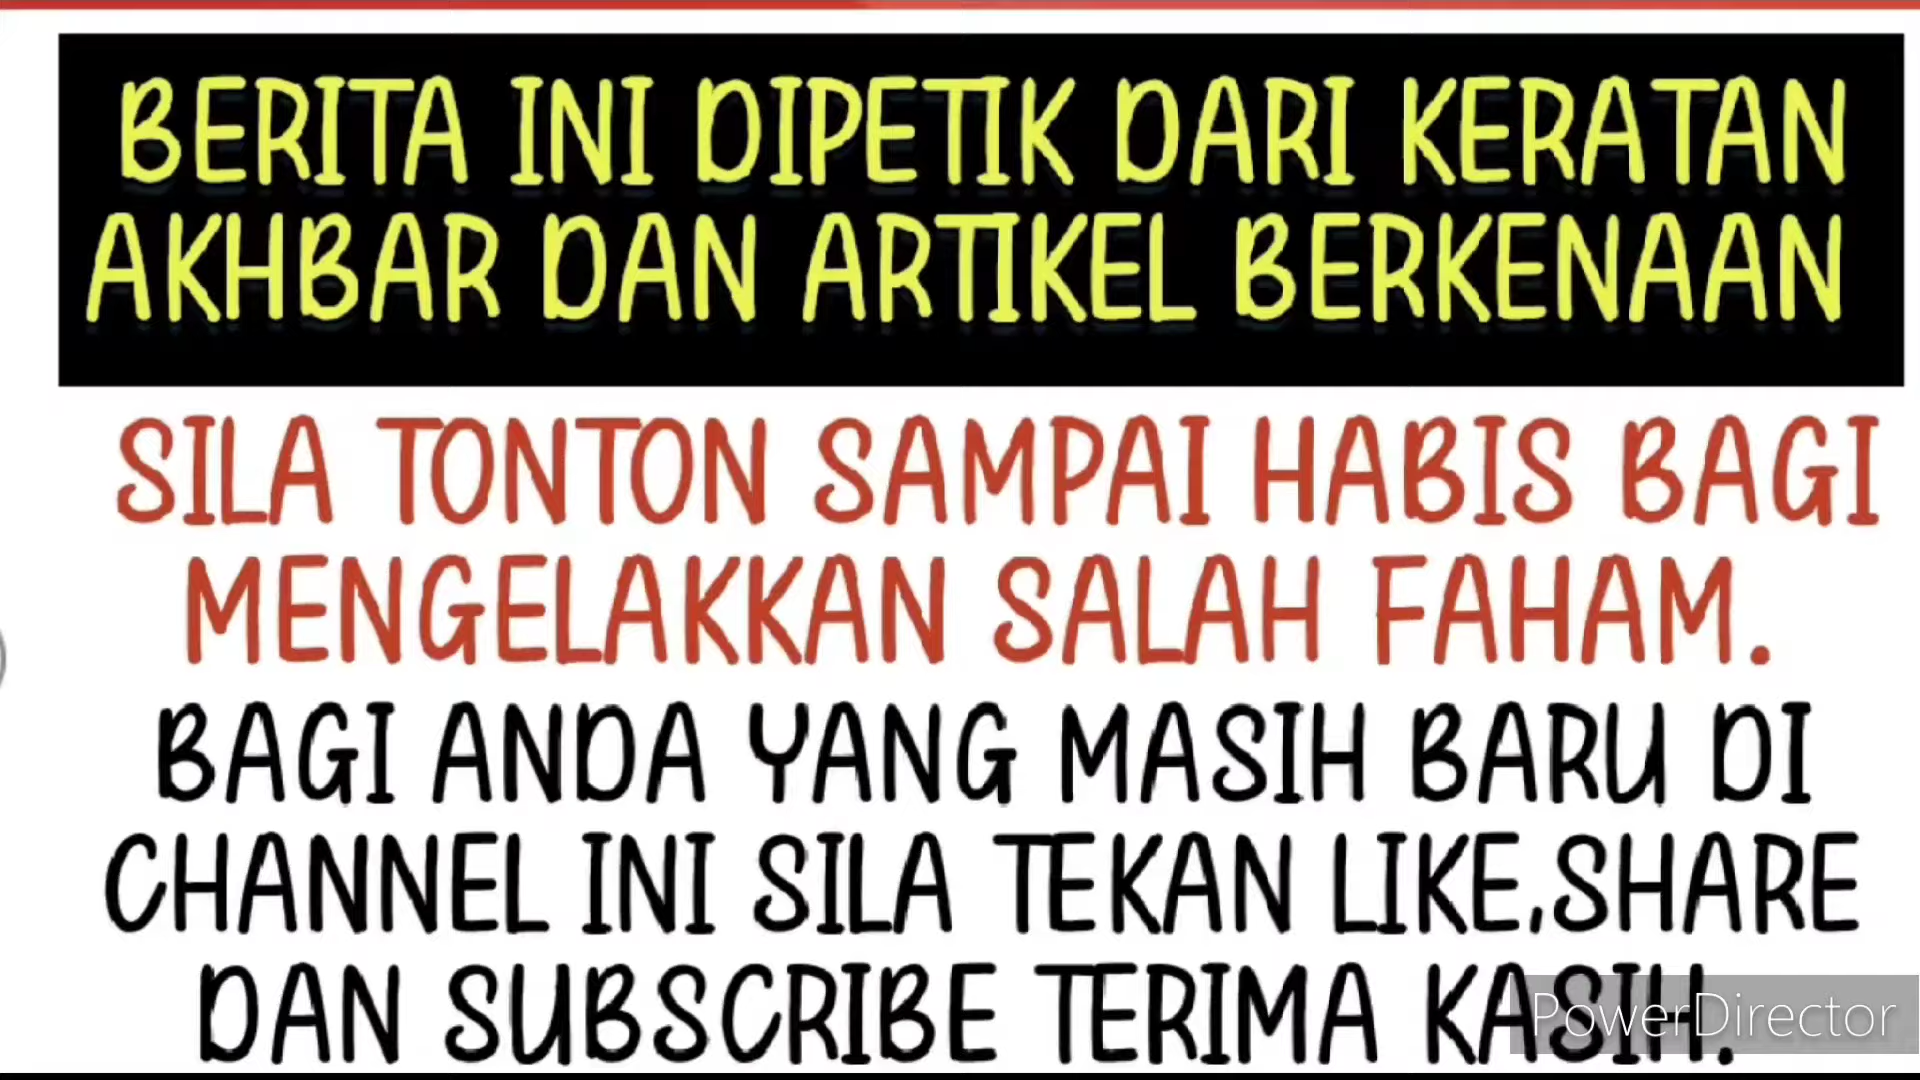 BERITA INI DIPETIK DARI KERATAN
AKHBAR DAN ARTIKEL BERKENAAN
SILA TONTON SAMPAI HABIS BAGI
MENGELAKKAN SALAH FAHAM.
BAGI ANDA YANG MASIH BARU DI
CHANNEL INI SILA TEKAN LIKE,SHARE
DAN SUBSCRIBE TERIMA KASIH.
PowerDirector